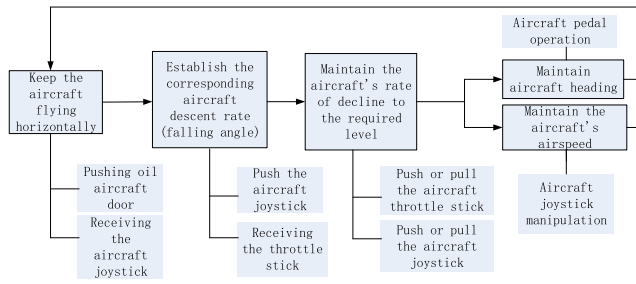 Aircraft pedal
operation
Keep the
aircraft
flying
horizontally
Establish the
corresponding
aircraft
descent rate
(falling angle)
Maintain the
aircraft's
rate of
decline to
the required
level
Maintain
aircraft heading
Maintain the
aircraft's
airspeed
Pushing oil
aircraft
door
Receiving
the
aircraft
joystick
Push the
aircraft
joystick
Receiving
the throttle
stick
Push or pull
the aircraft
throttle stick
Push or pull
the aircraft
joystick
Aircraft
joystick
manipulation